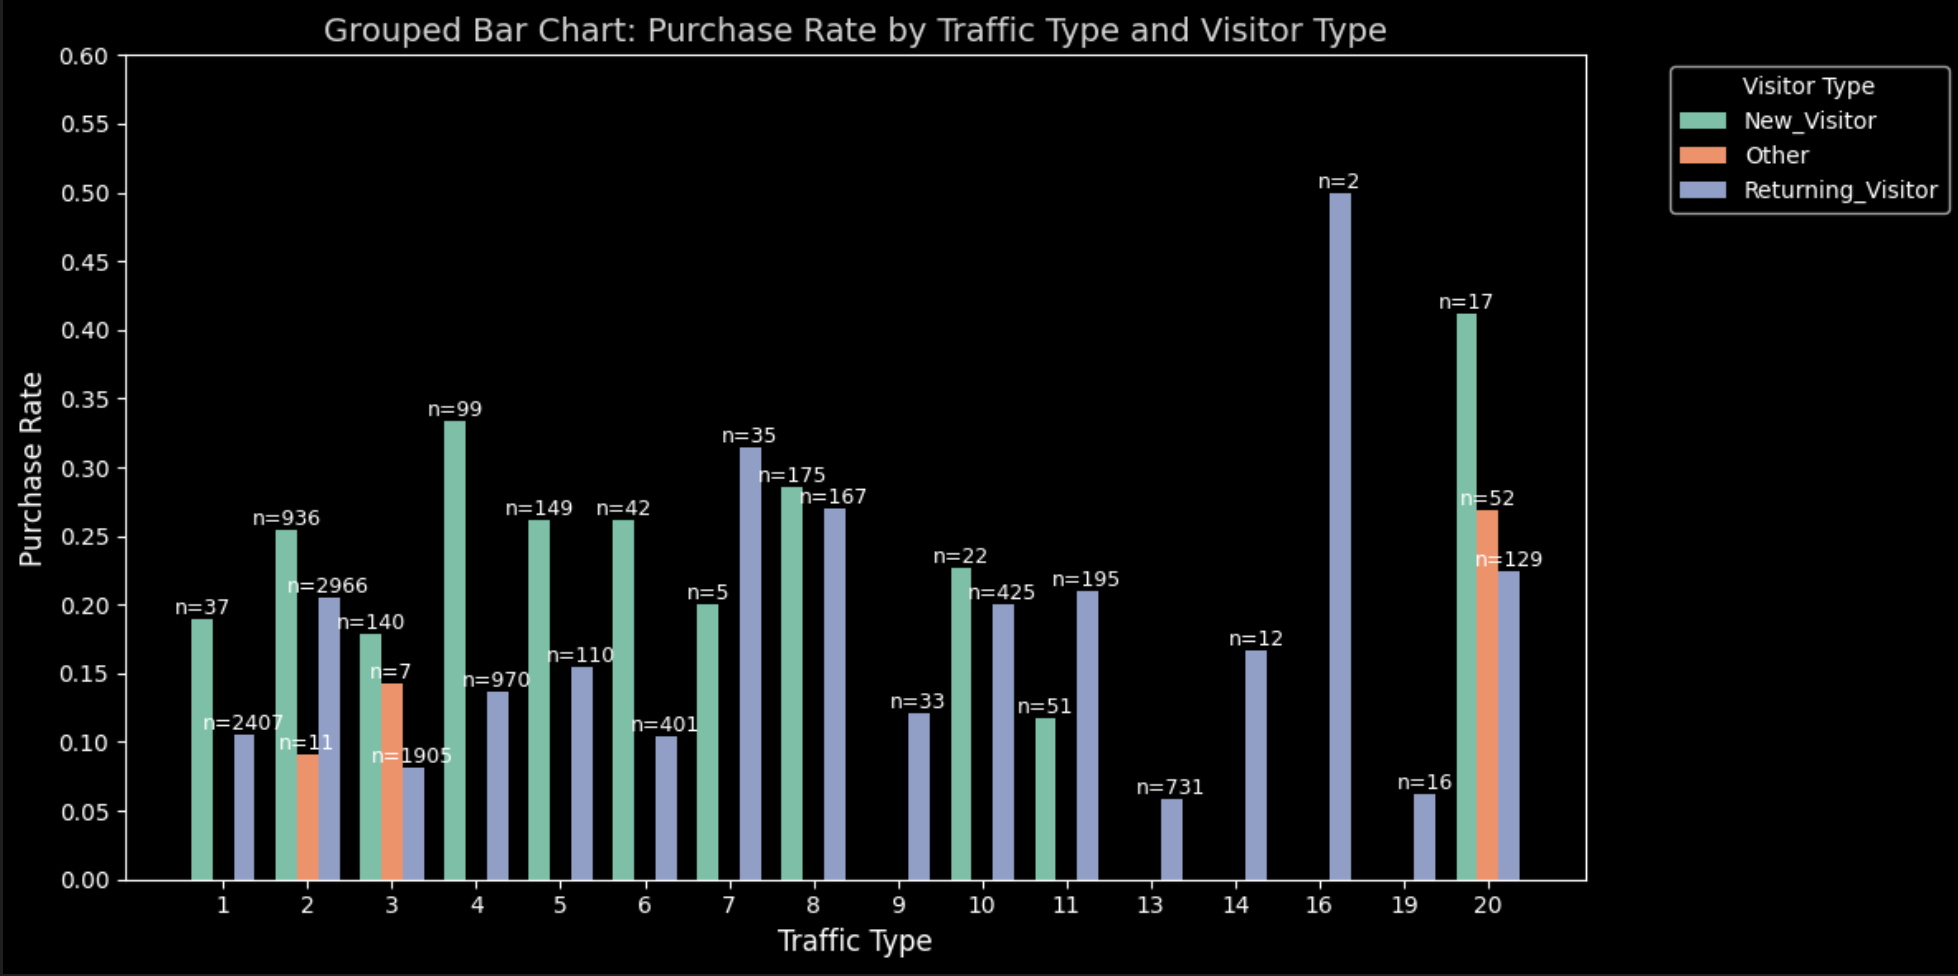 Grouped Bar Chart: Purchase Rate by Traffic Type and Visitor Type
Visitor Type
New_Visitor
Other
Returning_Visitor
Purchase Rate
0.60
0.55
0.50
0.45
0.40
0.35
0.30
0.25
0.20
0.15
0.10
0.05
0.00
n=37
n=2407
n=936
n=11
n=2966
n=140
n=7
n=1905
n=99
n=970
n=149
n=110
n=42
n=401
n=5
n=35
n=175
n=167
n=33
n=22
n=425
n=51
n=195
n=731
n=12
n=2
n=16
n=17
n=52
n=129
1 2 3 4 5 6 7 8 9 10 11 13 14 16 19 20
Traffic Type